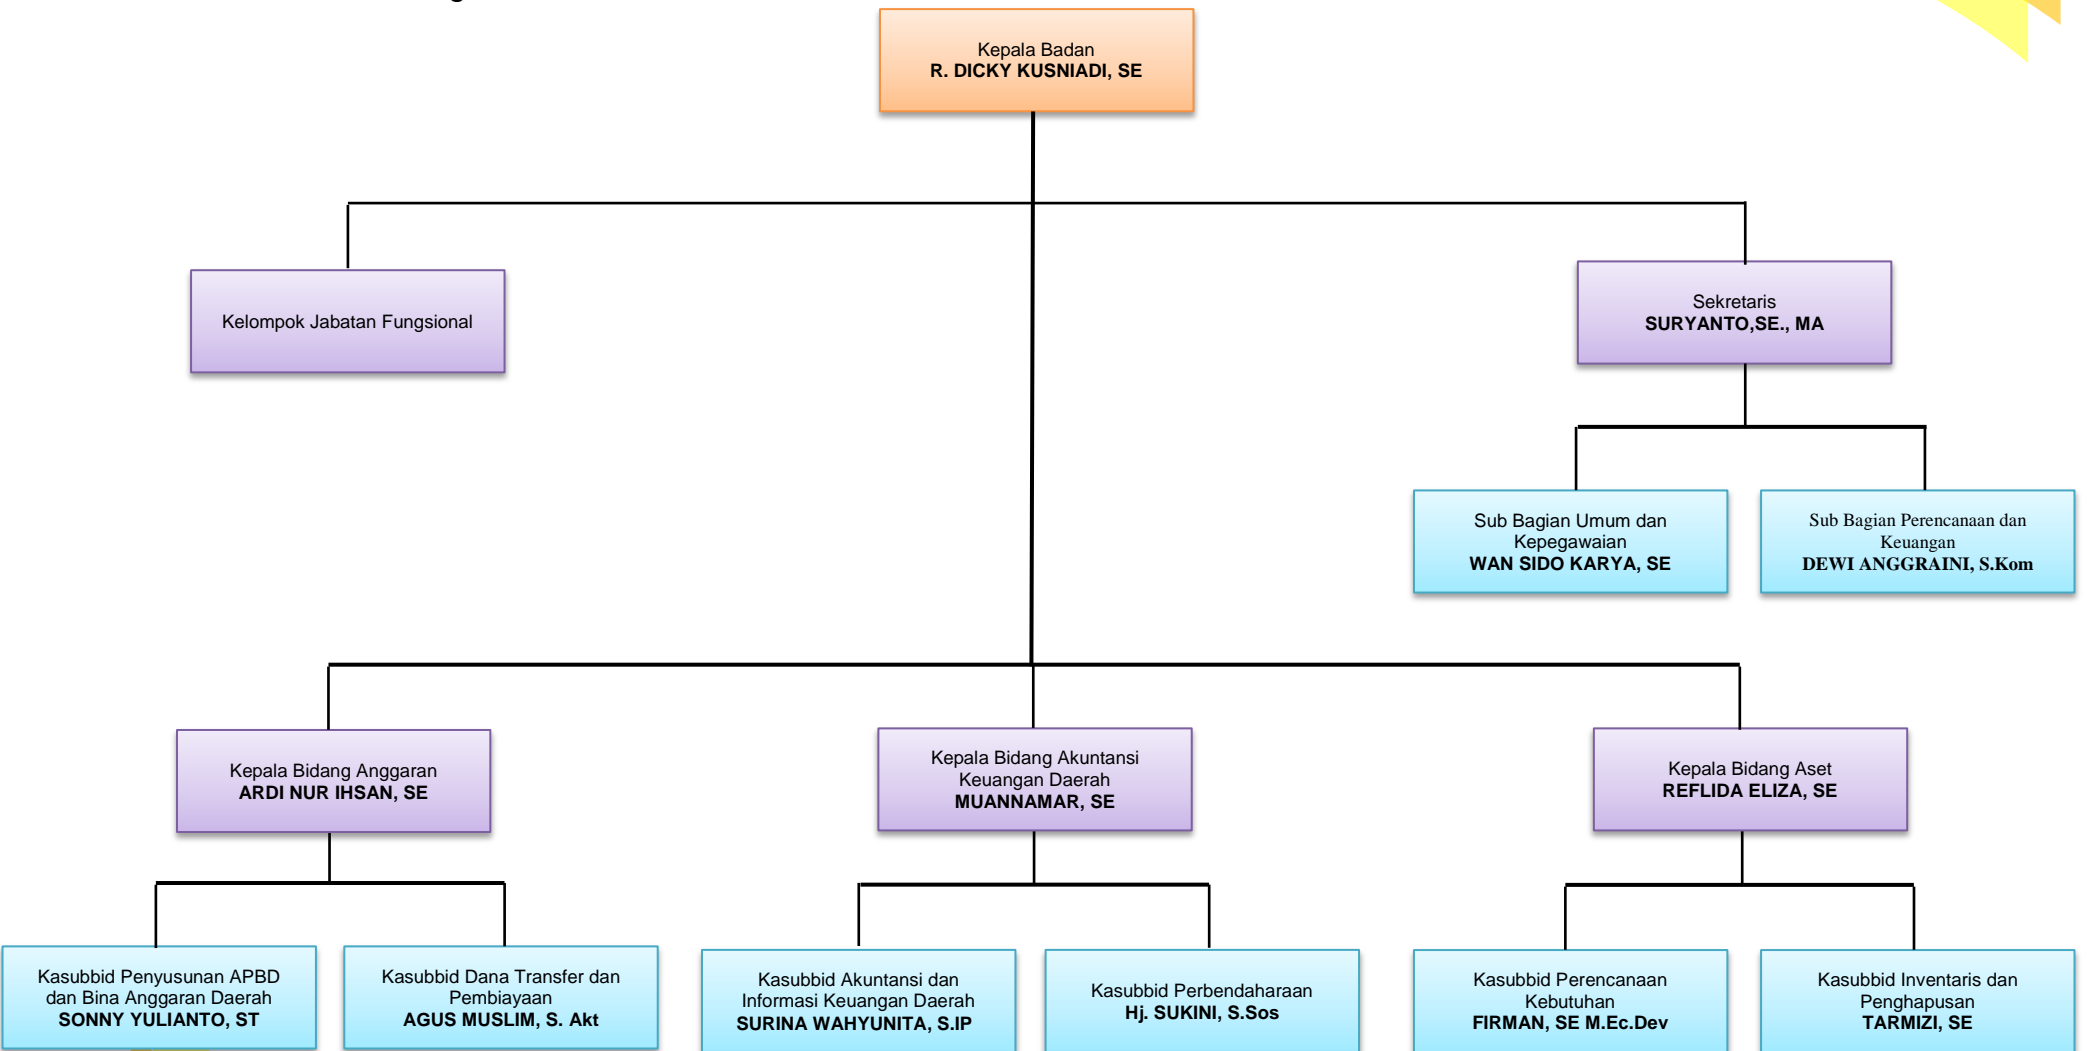 Kepala Badan
R. DICKY KUSNIADI, SE
Kelompok Jabatan Fungsional
Sekretaris
SURYANTO,SE., MA
Sub Bagian Umum dan
Kepegawaian
WAN SIDO KARYA, SE
Sub Bagian Perencanaan dan
Keuangan
DEWI ANGGRAINI, S.Kom
Kepala Bidang Anggaran
ARDI NUR IHSAN, SE
Kepala Bidang Akuntansi
Keuangan Daerah
MUANNAMAR, SE
Kepala Bidang Aset
REFLIDA ELIZA, SE
Kasubbid Penyusunan APBD
dan Bina Anggaran Daerah
SONNY YULIANTO, ST
Kasubbid Dana Transfer dan
Pembiayaan
AGUS MUSLIM, S. Akt
Kasubbid Akuntansi dan
Informasi Keuangan Daerah
SURINA WAHYUNITA, S.IP
Kasubbid Perbendaharaan
Hj. SUKINI, S.Sos
Kasubbid Perencanaan
Kebutuhan
FIRMAN, SE M.Ec.Dev
Kasubbid Inventaris dan
Penghapusan
TARMIZI, SE